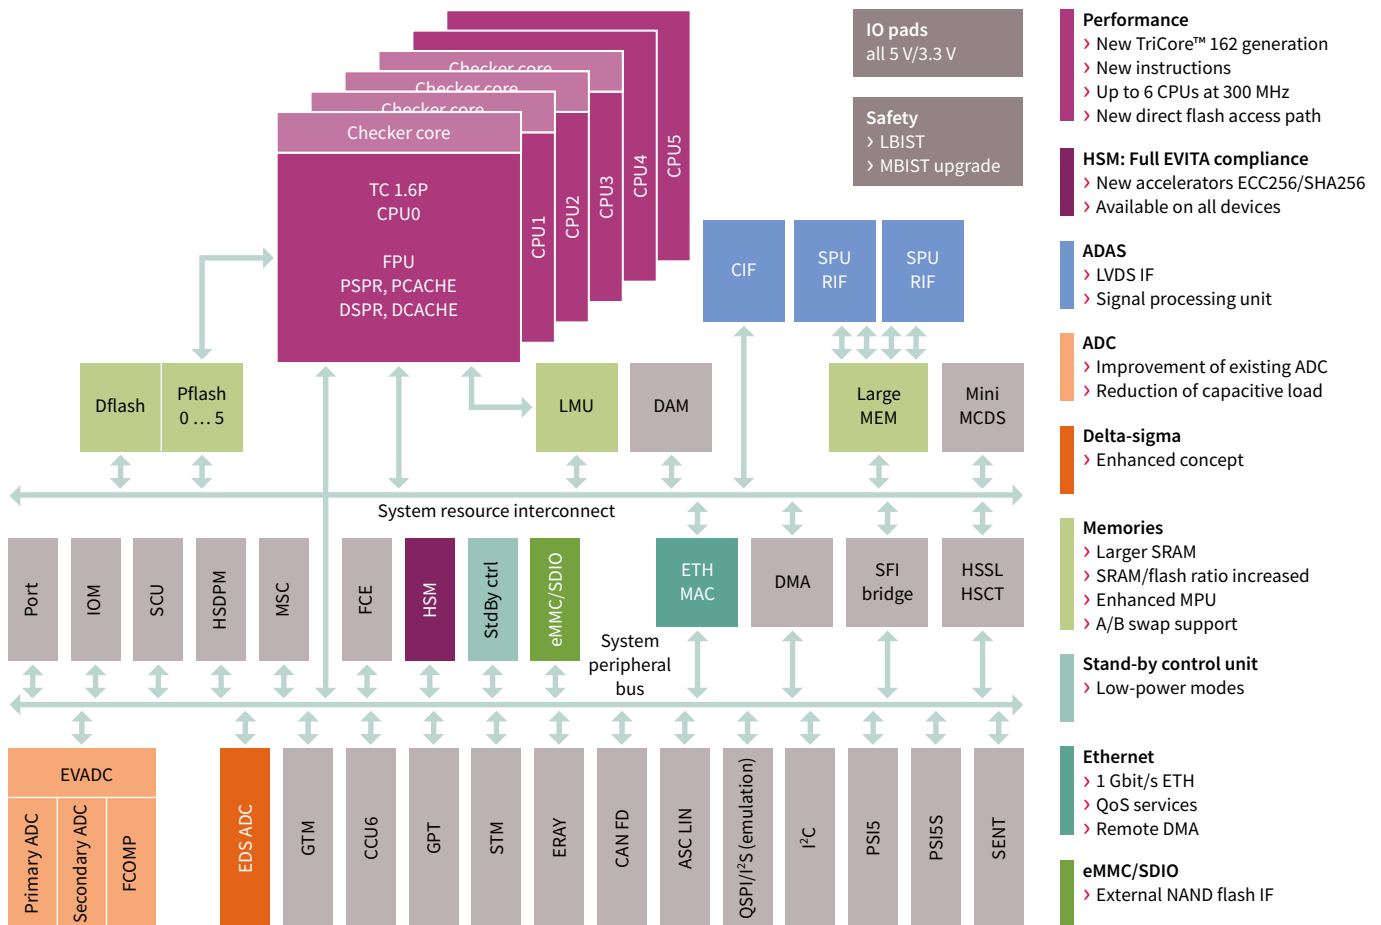 Checker core
Checker core
Checker core
Checker core
TC 1.6P
CPU0
FPU
PSPR, PCACHE
DSPR, DCACHE
CPU1
CPU2
CPU3
CPU4
CPU5
IO pads
all 5 V/3.3 V
Safety
› LBIST
› MBIST upgrade
CIF
SPU
RIF
SPU
RIF
Dflash
Pflash
0 … 5
LMU
DAM
Large
MEM
Mini
MCDS
System resource interconnect
Port
IOM
SCU
HSDPM
MSC
FCE
HSM
StdBy ctrl
eMMC/SDIO
ETH
MAC
DMA
SFI
bridge
HSSL
HSCT
System
peripheral
bus
EVADC
Primary ADC
Secondary ADC
FCOMP
EDS ADC
GTM
CCU6
GPT
STM
ERAY
CAN FD
ASC LIN
QSPI/I²S (emulation)
I²C
PSI5
PSI5S
SENT
Performance
› New TriCore™ 162 generation
› New instructions
› Up to 6 CPUs at 300 MHz
› New direct flash access path
HSM: Full EVITA compliance
› New accelerators ECC256/SHA256
› Available on all devices
ADAS
› LVDS IF
› Signal processing unit
ADC
› Improvement of existing ADC
› Reduction of capacitive load
Delta-sigma
› Enhanced concept
Memories
› Larger SRAM
› SRAM/flash ratio increased
› Enhanced MPU
› A/B swap support
Stand-by control unit
› Low-power modes
Ethernet
› 1 Gbit/s ETH
› QoS services
› Remote DMA
eMMC/SDIO
› External NAND flash IF